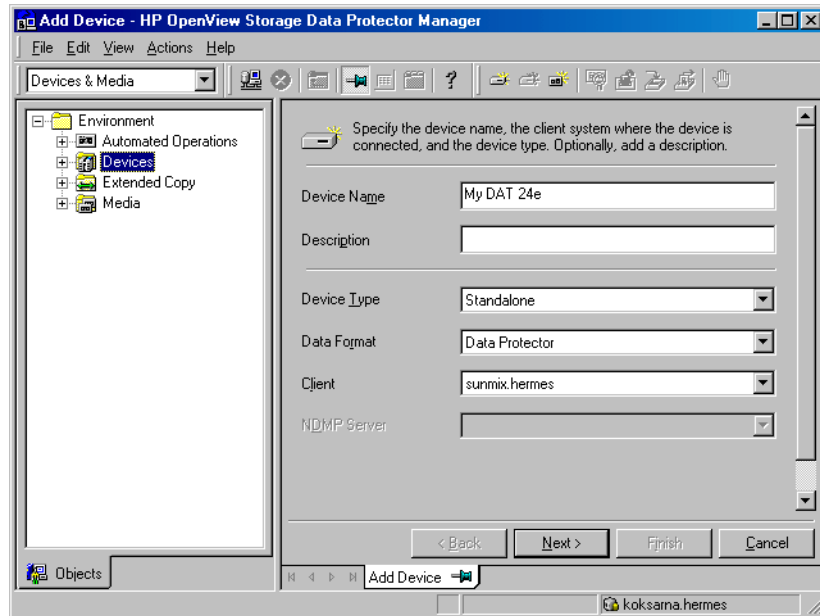 Add Device - HP OpenView Storage Data Protector Manager
File Edit View Actions Help
Devices & Media
Environment
Automated Operations
Devices
Extended Copy
Media
Objects
Specify the device name, the client system where the device is
connected, and the device type. Optionally, add a description.
Device Name
My DAT 24e
Description
Device Type
Standalone
Data Format
Data Protector
Client
sunmix.hermes
NDMP Server
< Back
Next >
Finish
Cancel
Add Device
koksarna.hermes